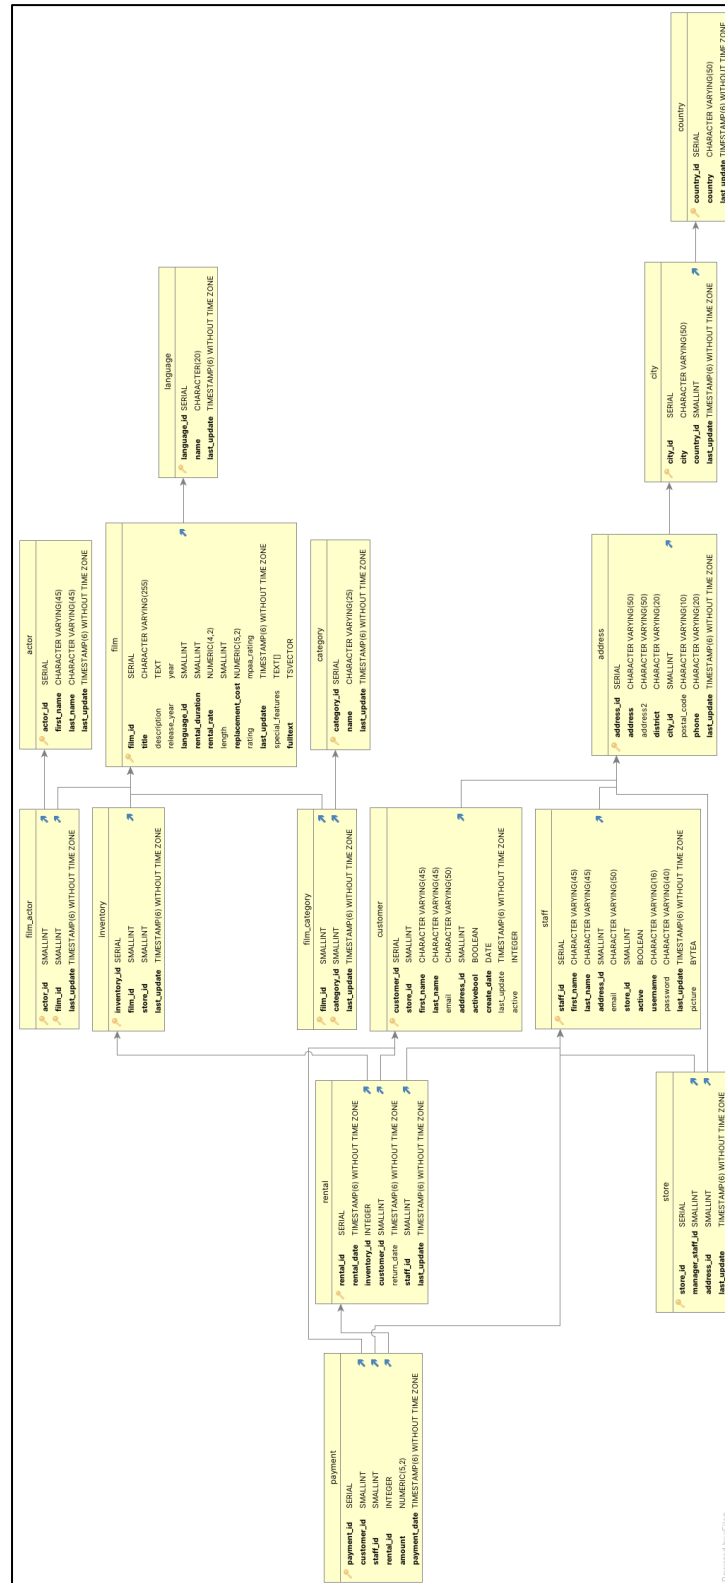 payment
payment_id SERIAL
customer_id SMALLINT
staff_id SMALLINT
rental_id INTEGER
amount NUMERIC(5,2)
payment_date TIMESTAMP(6) WITHOUT TIME ZONE
rental
rental_id SERIAL
rental_date TIMESTAMP(6) WITHOUT TIME ZONE
inventory_id INTEGER
customer_id SMALLINT
return_date TIMESTAMP(6) WITHOUT TIME ZONE
staff_id SMALLINT
last_update TIMESTAMP(6) WITHOUT TIME ZONE
store
store_id SERIAL
manager_staff_id SMALLINT
address_id SMALLINT
last_update TIMESTAMP(6) WITHOUT TIME ZONE
film_actor
actor_id SMALLINT
film_id SMALLINT
last_update TIMESTAMP(6) WITHOUT TIME ZONE
inventory
inventory_id SERIAL
film_id SMALLINT
store_id SMALLINT
last_update TIMESTAMP(6) WITHOUT TIME ZONE
film_category
film_id SMALLINT
category_id SMALLINT
last_update TIMESTAMP(6) WITHOUT TIME ZONE
customer
customer_id SERIAL
store_id SMALLINT
first_name CHARACTER VARYING(45)
last_name CHARACTER VARYING(45)
email CHARACTER VARYING(50)
address_id SMALLINT
activebool BOOLEAN
create_date DATE
last_update TIMESTAMP(6) WITHOUT TIME ZONE
active INTEGER
staff
staff_id SERIAL
first_name CHARACTER VARYING(45)
last_name CHARACTER VARYING(45)
address_id SMALLINT
email CHARACTER VARYING(50)
store_id SMALLINT
active BOOLEAN
username CHARACTER VARYING(16)
password CHARACTER VARYING(40)
last_update TIMESTAMP(6) WITHOUT TIME ZONE
picture BYTEA
actor
actor_id SERIAL
first_name CHARACTER VARYING(45)
last_name CHARACTER VARYING(45)
last_update TIMESTAMP(6) WITHOUT TIME ZONE
film
film_id SERIAL
title CHARACTER VARYING(255)
description TEXT
release_year year
language_id SMALLINT
rental_duration SMALLINT
rental_rate NUMERIC(4,2)
length SMALLINT
replacement_cost NUMERIC(5,2)
rating mpaa_rating
last_update TIMESTAMP(6) WITHOUT TIME ZONE
special_features TEXT[]
fulltext TSVECTOR
category
category_id SERIAL
name CHARACTER VARYING(25)
last_update TIMESTAMP(6) WITHOUT TIME ZONE
address
address_id SERIAL
address CHARACTER VARYING(50)
address2 CHARACTER VARYING(50)
district CHARACTER VARYING(20)
city_id SMALLINT
postal_code CHARACTER VARYING(10)
phone CHARACTER VARYING(20)
last_update TIMESTAMP(6) WITHOUT TIME ZONE
language
language_id SERIAL
name CHARACTER(20)
last_update TIMESTAMP(6) WITHOUT TIME ZONE
city
city_id SERIAL
city CHARACTER VARYING(50)
country_id SMALLINT
last_update TIMESTAMP(6) WITHOUT TIME ZONE
country
country_id SERIAL
country CHARACTER VARYING(50)
last_update TIMESTAMP(6) WITHOUT TIME ZONE